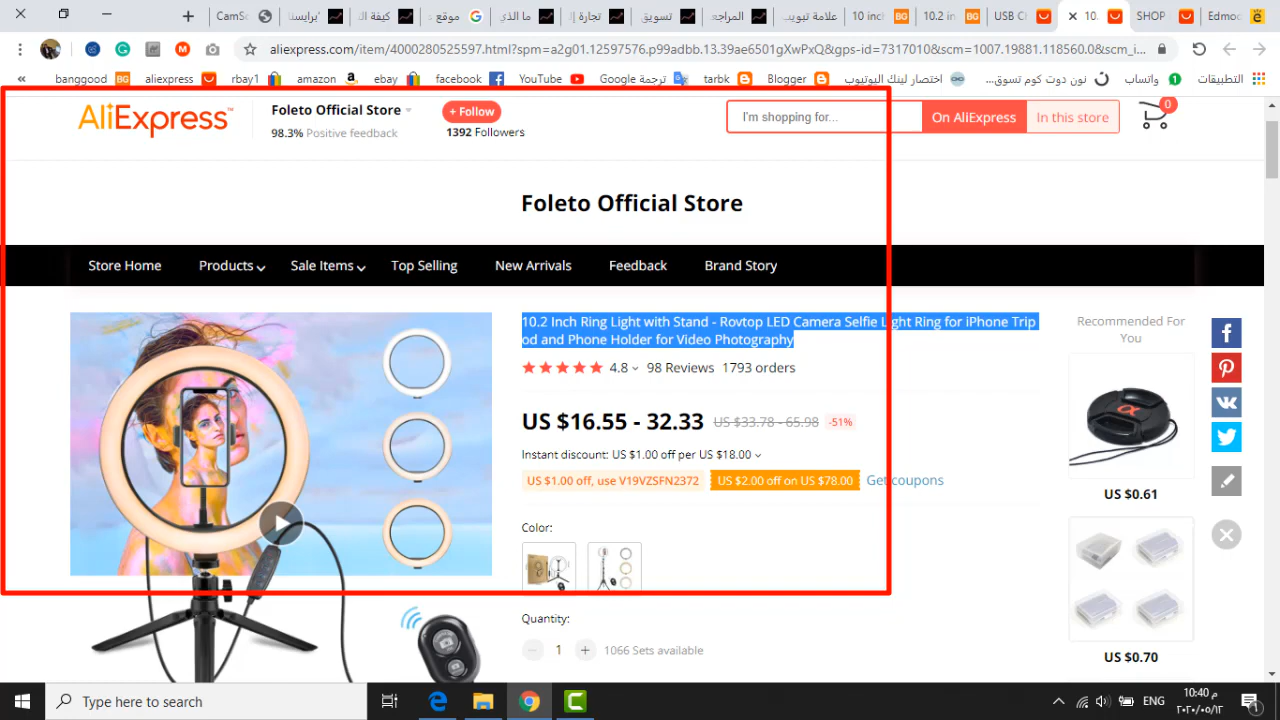 CamSc
برايستا"
كيفة ال
موقع ء
ما الذي
تجارة إل
تسويق
المراجع
علامة تبويب
10 inch
10.2 in
USB Ch
10.
SHOP
Edmoc
aliexpress.com/item/4000280525597.html?spm=a2g01.12597576.p99adbb.13.39ae6501gXwPxQ&gps-id=7317010&scm=1007.19881.118560.0&scm_i...
« banggood aliexpress rbay1 amazon ebay facebook YouTube ترجمة Google tarbk Blogger اختصار لينك اليوتيوب نون دوت كوم تسوق... واتساب التطبيقات
AliExpress™
Foleto Official Store
98.3% Positive feedback
+ Follow
1392 Followers
I'm shopping for...
On AliExpress
In this store
0
Foleto Official Store
Store Home Products Sale Items Top Selling New Arrivals Feedback Brand Story
10.2 Inch Ring Light with Stand - Rovtop LED Camera Selfie Light Ring for iPhone Trip
od and Phone Holder for Video Photography
4.8 98 Reviews 1793 orders
US $16.55 - 32.33 US $33.78 - 65.98 -51%
Instant discount: US $1.00 off per US $18.00
US $1.00 off, use V19VZSFN2372 US $2.00 off on US $78.00 Get coupons
Color:
Quantity:
1 + 1066 Sets available
Recommended For
You
US $0.61
US $0.70
Type here to search
ENG
10:40 م
٢٠٢٠/٠٥/١٢
1